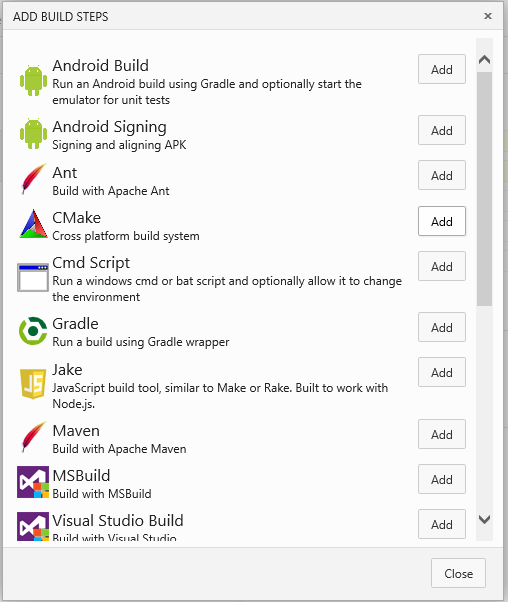 ADD BUILD STEPS
Android Build
Run an Android build using Gradle and optionally start the
emulator for unit tests
Add
Android Signing
Signing and aligning APK
Add
Ant
Build with Apache Ant
Add
CMake
Cross platform build system
Add
Cmd Script
Run a windows cmd or bat script and optionally allow it to change
the environment
Add
Gradle
Run a build using Gradle wrapper
Add
JS
Jake
JavaScript build tool, similar to Make or Rake. Built to work with
Node.js.
Add
Maven
Build with Apache Maven
Add
MSBuild
Build with MSBuild
Add
Visual Studio Build
Build with Visual Studio
Add
Close